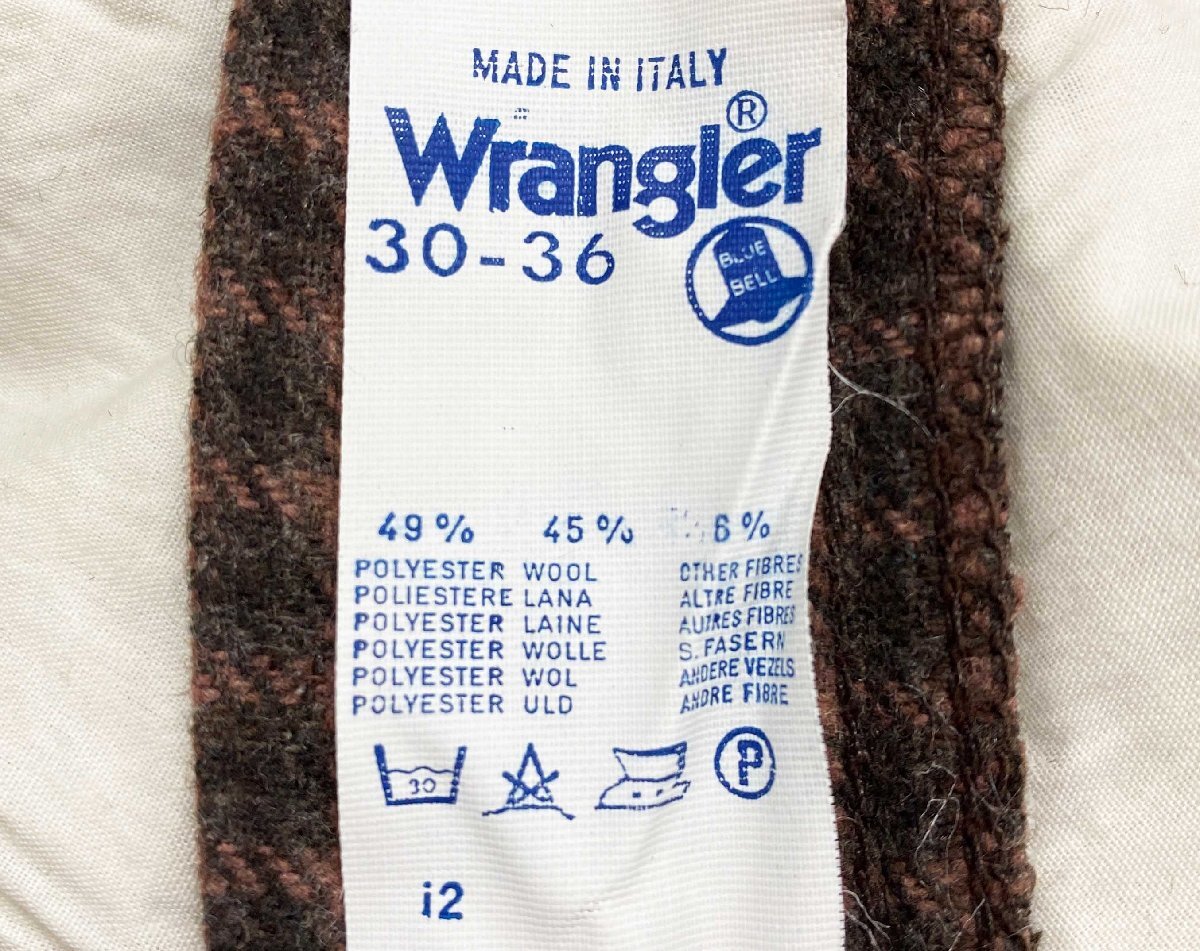 MADE IN ITALY
Wrangler®
30-36
BLUE
BELL
49% 45% 6%
POLYESTER WOOL OTHER FIBRES
POLIESTERE LANA ALTRE FIBRE
POLYESTER LAINE AUTRES FIBRES
POLYESTER WOLLE S. FASERN
POLYESTER WOL ANDERE VEZELS
POLYESTER ULD ANDRE FIBRE
30 P
i2